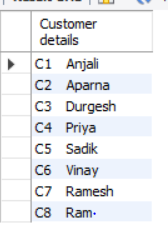 Customer
details
C1 Anjali
C2 Aparna
C3 Durgesh
C4 Priya
C5 Sadik
C6 Vinay
C7 Ramesh
C8 Ram·